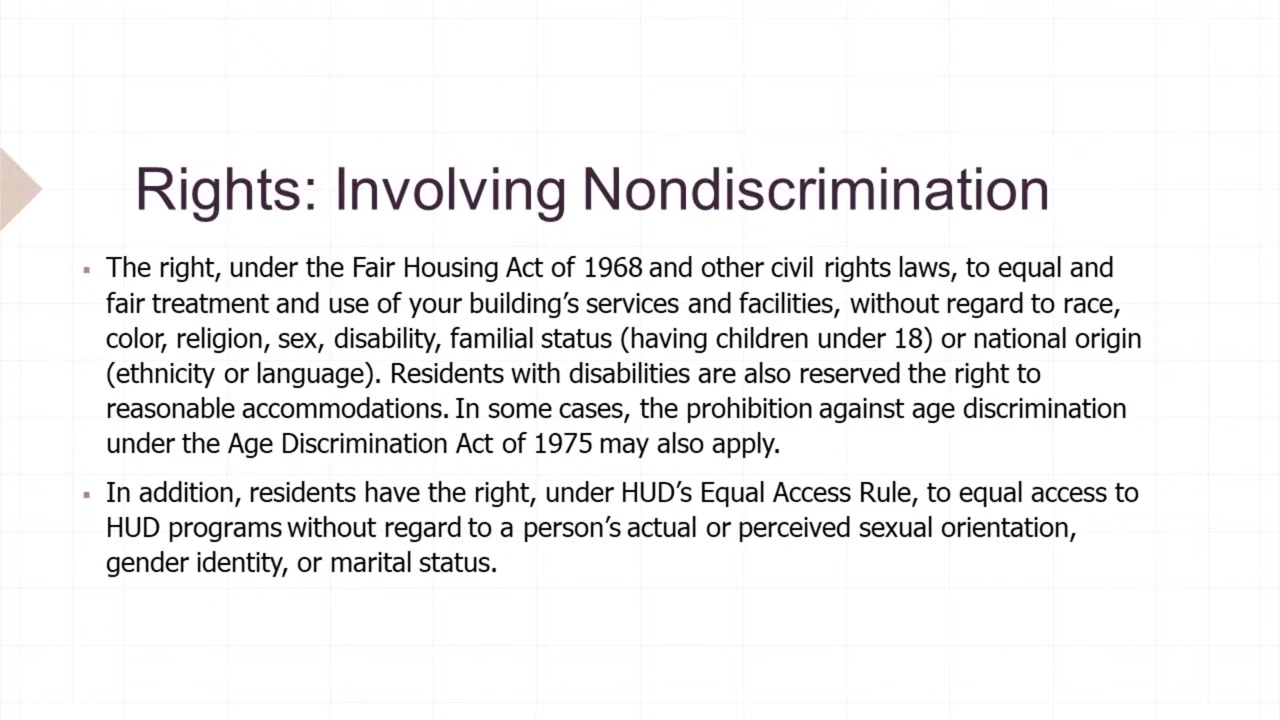 Rights: Involving Nondiscrimination
▪ The right, under the Fair Housing Act of 1968 and other civil rights laws, to equal and
fair treatment and use of your building’s services and facilities, without regard to race,
color, religion, sex, disability, familial status (having children under 18) or national origin
(ethnicity or language). Residents with disabilities are also reserved the right to
reasonable accommodations. In some cases, the prohibition against age discrimination
under the Age Discrimination Act of 1975 may also apply.
▪ In addition, residents have the right, under HUD’s Equal Access Rule, to equal access to
HUD programs without regard to a person’s actual or perceived sexual orientation,
gender identity, or marital status.